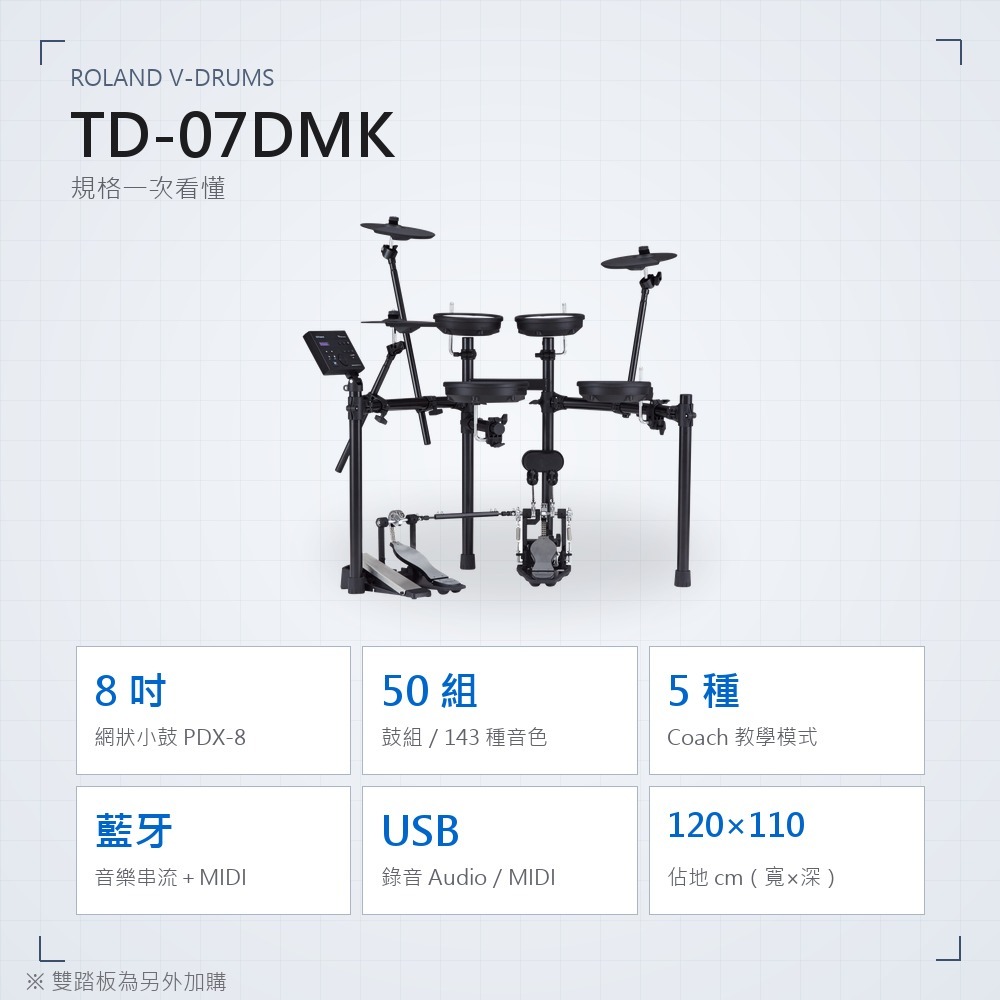 ROLAND V-DRUMS
TD-07DMK
規格一次看懂
8 吋
網狀小鼓 PDX-8
50 組
鼓組 / 143 種音色
5 種
Coach 教學模式
藍牙
音樂串流 + MIDI
USB
錄音 Audio / MIDI
120×110
佔地 cm ( 寬×深 )
※ 雙踏板為另外加購